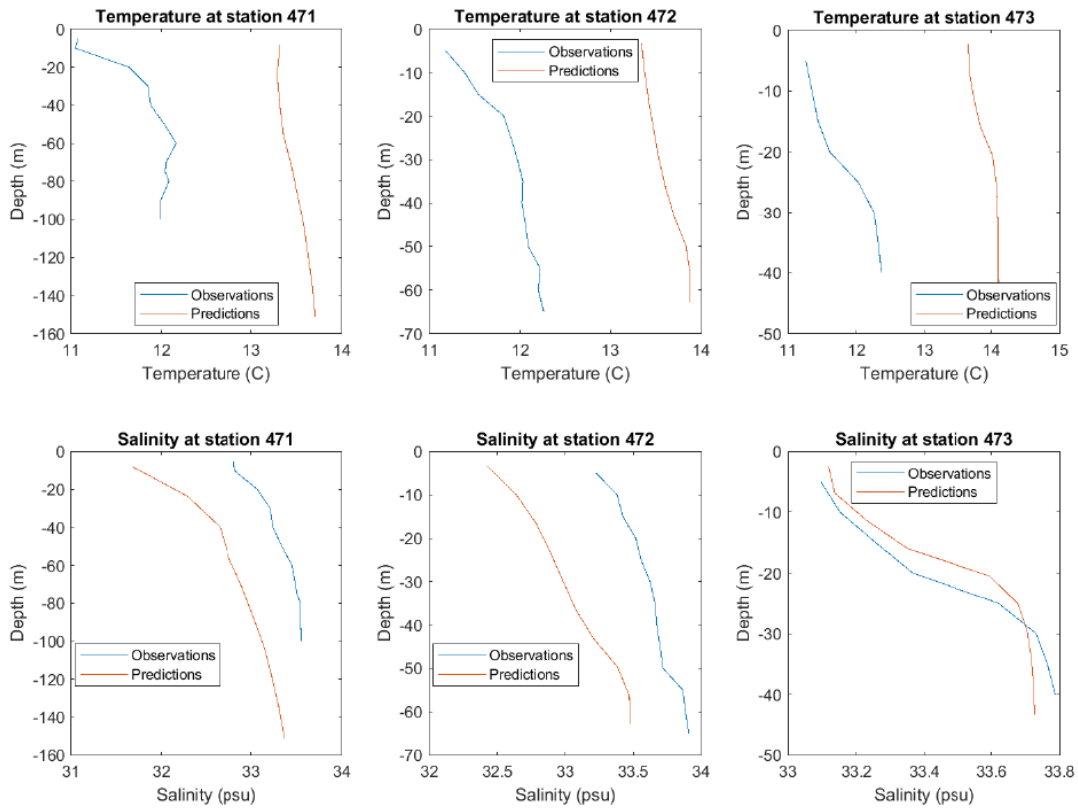 Temperature at station 471
0
-20
-40
-60
-80
-100
-120
-140
-160
Depth (m)
Observations
Predictions
11 12 13 14
Temperature (C)
Temperature at station 472
0
-10
-20
-30
-40
-50
-60
-70
Depth (m)
Observations
Predictions
11 12 13 14
Temperature (C)
Temperature at station 473
0
-10
-20
-30
-40
-50
Depth (m)
Observations
Predictions
11 12 13 14 15
Temperature (C)
Salinity at station 471
0
-20
-40
-60
-80
-100
-120
-140
-160
Depth (m)
Observations
Predictions
31 32 33 34
Salinity (psu)
Salinity at station 472
0
-10
-20
-30
-40
-50
-60
-70
Depth (m)
Observations
Predictions
32 32.5 33 33.5 34
Salinity (psu)
Salinity at station 473
0
-10
-20
-30
-40
-50
Depth (m)
Observations
Predictions
33 33.2 33.4 33.6 33.8
Salinity (psu)